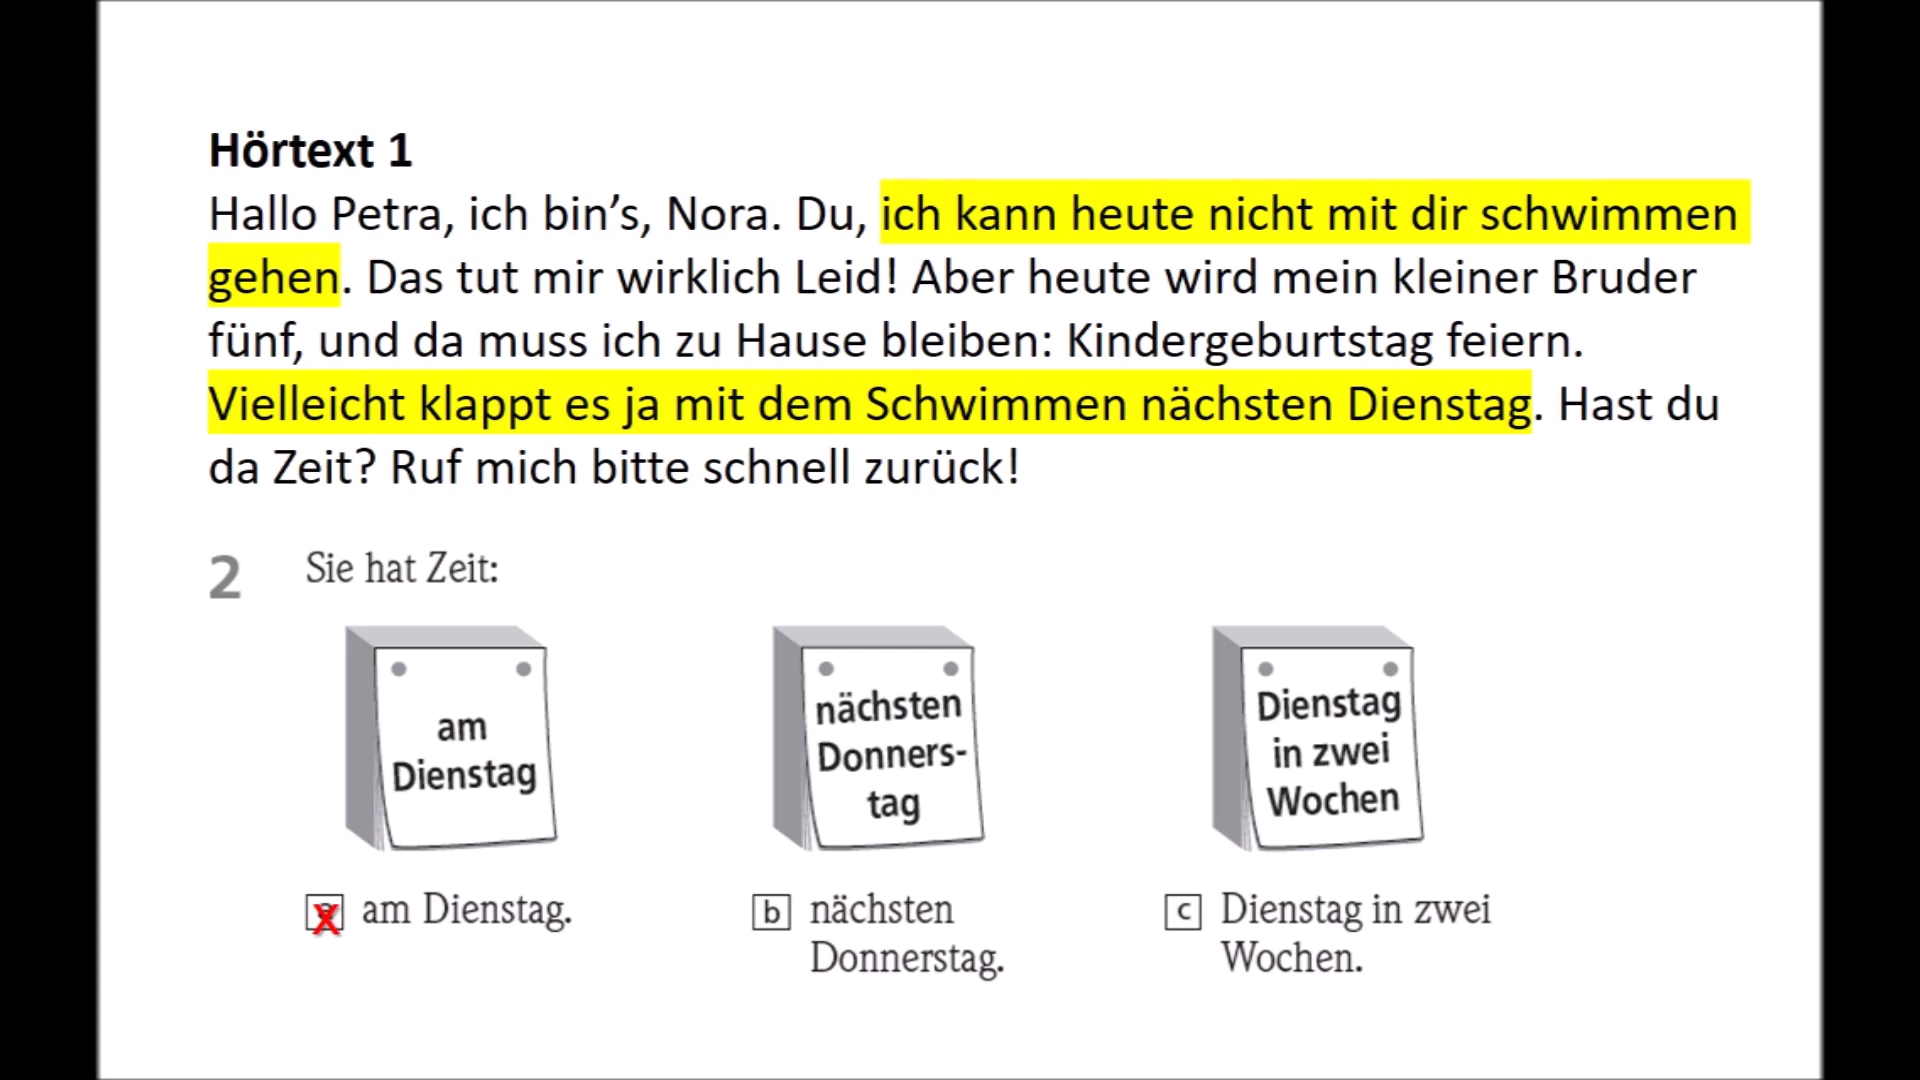 Hörtext 1
Hallo Petra, ich bin’s, Nora. Du, ich kann heute nicht mit dir schwimmen
gehen. Das tut mir wirklich Leid! Aber heute wird mein kleiner Bruder
fünf, und da muss ich zu Hause bleiben: Kindergeburtstag feiern.
Vielleicht klappt es ja mit dem Schwimmen nächsten Dienstag. Hast du
da Zeit? Ruf mich bitte schnell zurück!
2 Sie hat Zeit:
am
Dienstag
nächsten
Donners-
tag
Dienstag
in zwei
Wochen
X am Dienstag.
b nächsten
Donnerstag.
c Dienstag in zwei
Wochen.